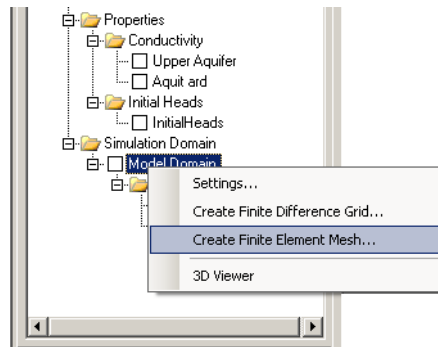 Properties
Conductivity
Upper Aquifer
Aquit ard
Initial Heads
InitialHeads
Simulation Domain
Model Domain
Settings...
Create Finite Difference Grid...
Create Finite Element Mesh...
3D Viewer